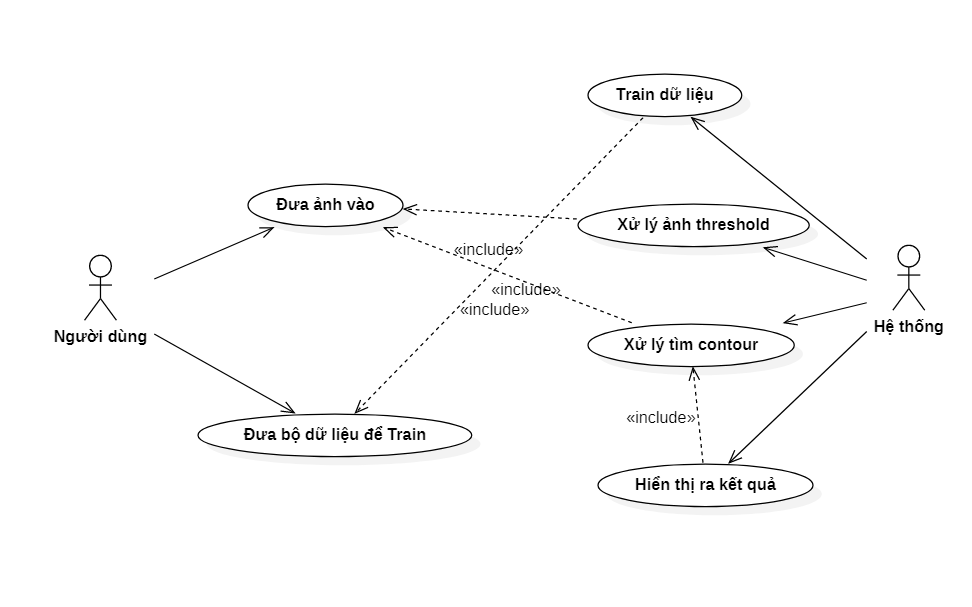 Train dữ liệu
Đưa ảnh vào
Xử lý ảnh threshold
«include»
«include»
«include»
Người dùng
Hệ thống
Xử lý tìm contour
«include»
Đưa bộ dữ liệu để Train
Hiển thị ra kết quả